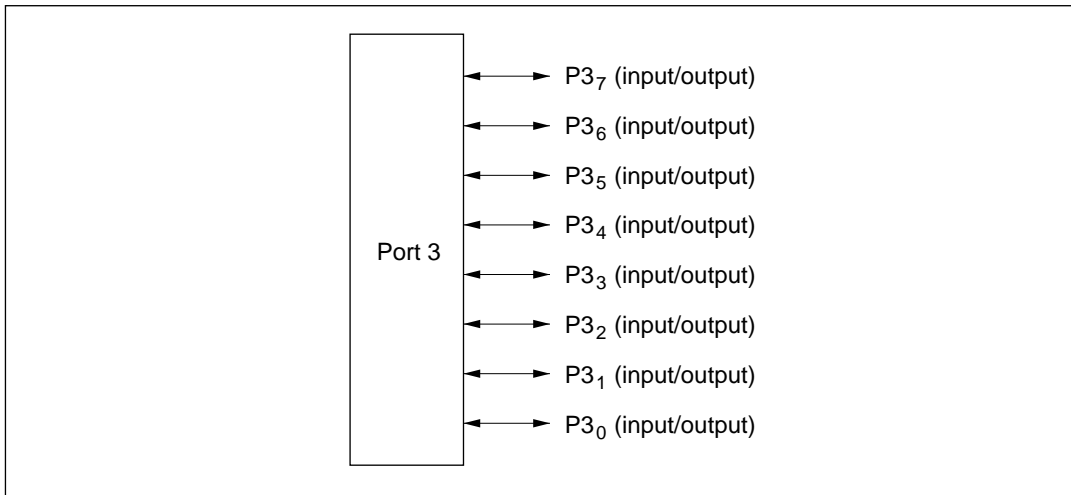 P3₇ (input/output)
P3₆ (input/output)
P3₅ (input/output)
P3₄ (input/output)
Port 3
P3₃ (input/output)
P3₂ (input/output)
P3₁ (input/output)
P3₀ (input/output)